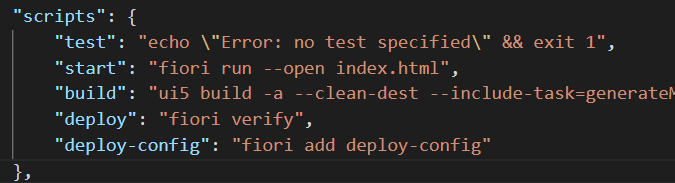 "scripts": {
"test": "echo \"Error: no test specified\" && exit 1",
"start": "fiori run --open index.html",
"build": "ui5 build -a --clean-dest --include-task=generateM
"deploy": "fiori verify",
"deploy-config": "fiori add deploy-config"
},